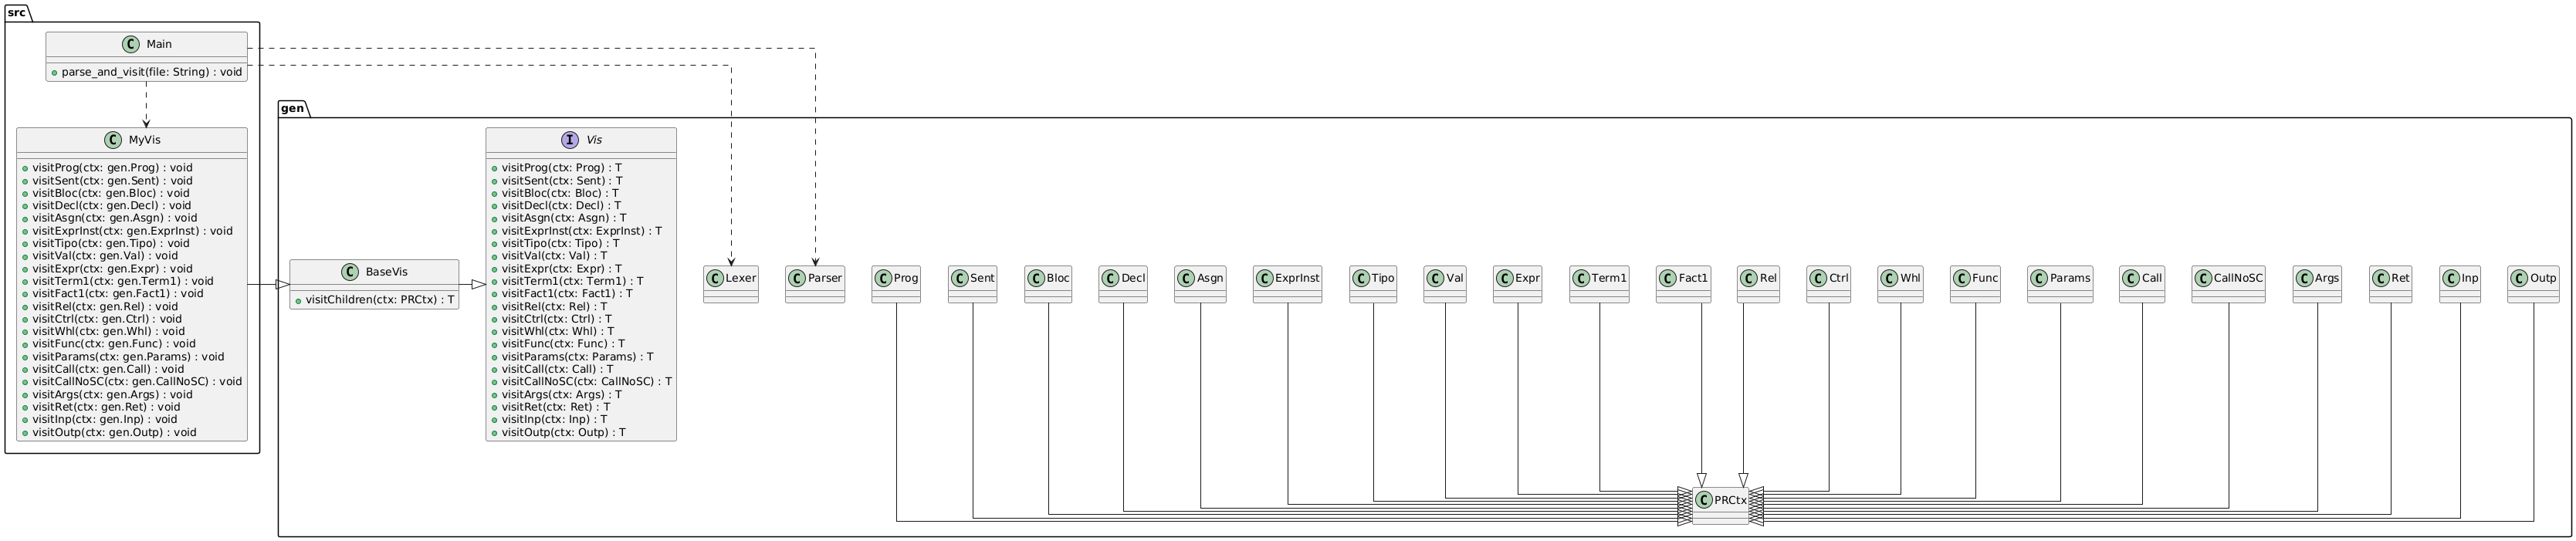 src
C Main
parse_and_visit(file: String) : void
C MyVis
visitProg(ctx: gen.Prog) : void
visitSent(ctx: gen.Sent) : void
visitBloc(ctx: gen.Bloc) : void
visitDecl(ctx: gen.Decl) : void
visitAsgn(ctx: gen.Asgn) : void
visitExprInst(ctx: gen.ExprInst) : void
visitTipo(ctx: gen.Tipo) : void
visitVal(ctx: gen.Val) : void
visitExpr(ctx: gen.Expr) : void
visitTerm1(ctx: gen.Term1) : void
visitFact1(ctx: gen.Fact1) : void
visitRel(ctx: gen.Rel) : void
visitCtrl(ctx: gen.Ctrl) : void
visitWhl(ctx: gen.Whl) : void
visitFunc(ctx: gen.Func) : void
visitParams(ctx: gen.Params) : void
visitCall(ctx: gen.Call) : void
visitCallNoSC(ctx: gen.CallNoSC) : void
visitArgs(ctx: gen.Args) : void
visitRet(ctx: gen.Ret) : void
visitInp(ctx: gen.Inp) : void
visitOutp(ctx: gen.Outp) : void
gen
C BaseVis
visitChildren(ctx: PRCtx) : T
I Vis
visitProg(ctx: Prog) : T
visitSent(ctx: Sent) : T
visitBloc(ctx: Bloc) : T
visitDecl(ctx: Decl) : T
visitAsgn(ctx: Asgn) : T
visitExprInst(ctx: ExprInst) : T
visitTipo(ctx: Tipo) : T
visitVal(ctx: Val) : T
visitExpr(ctx: Expr) : T
visitTerm1(ctx: Term1) : T
visitFact1(ctx: Fact1) : T
visitRel(ctx: Rel) : T
visitCtrl(ctx: Ctrl) : T
visitWhl(ctx: Whl) : T
visitFunc(ctx: Func) : T
visitParams(ctx: Params) : T
visitCall(ctx: Call) : T
visitCallNoSC(ctx: CallNoSC) : T
visitArgs(ctx: Args) : T
visitRet(ctx: Ret) : T
visitInp(ctx: Inp) : T
visitOutp(ctx: Outp) : T
C Lexer
C Parser
C Prog
C Sent
C Bloc
C Decl
C Asgn
C ExprInst
C Tipo
C Val
C Expr
C Term1
C Fact1
C Rel
C Ctrl
C Whl
C Func
C Params
C Call
C CallNoSC
C Args
C Ret
C Inp
C Outp
C PRCtx